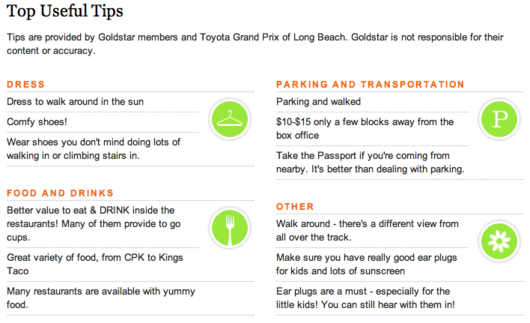 Top Useful Tips
Tips are provided by Goldstar members and Toyota Grand Prix of Long Beach. Goldstar is not responsible for their
content or accuracy.
DRESS
Dress to walk around in the sun
Comfy shoes!
Wear shoes you don't mind doing lots of
walking in or climbing stairs in.
FOOD AND DRINKS
Better value to eat & DRINK inside the
restaurants! Many of them provide to go
cups.
Great variety of food, from CPK to Kings
Taco
Many restaurants are available with yummy
food.
PARKING AND TRANSPORTATION
Parking and walked
$10-$15 only a few blocks away from the
box office
Take the Passport if you're coming from
nearby. It's better than dealing with parking.
P
OTHER
Walk around - there's a different view from
all over the track.
Make sure you have really good ear plugs
for kids and lots of sunscreen
Ear plugs are a must - especially for the
little kids! You can still hear with them in!